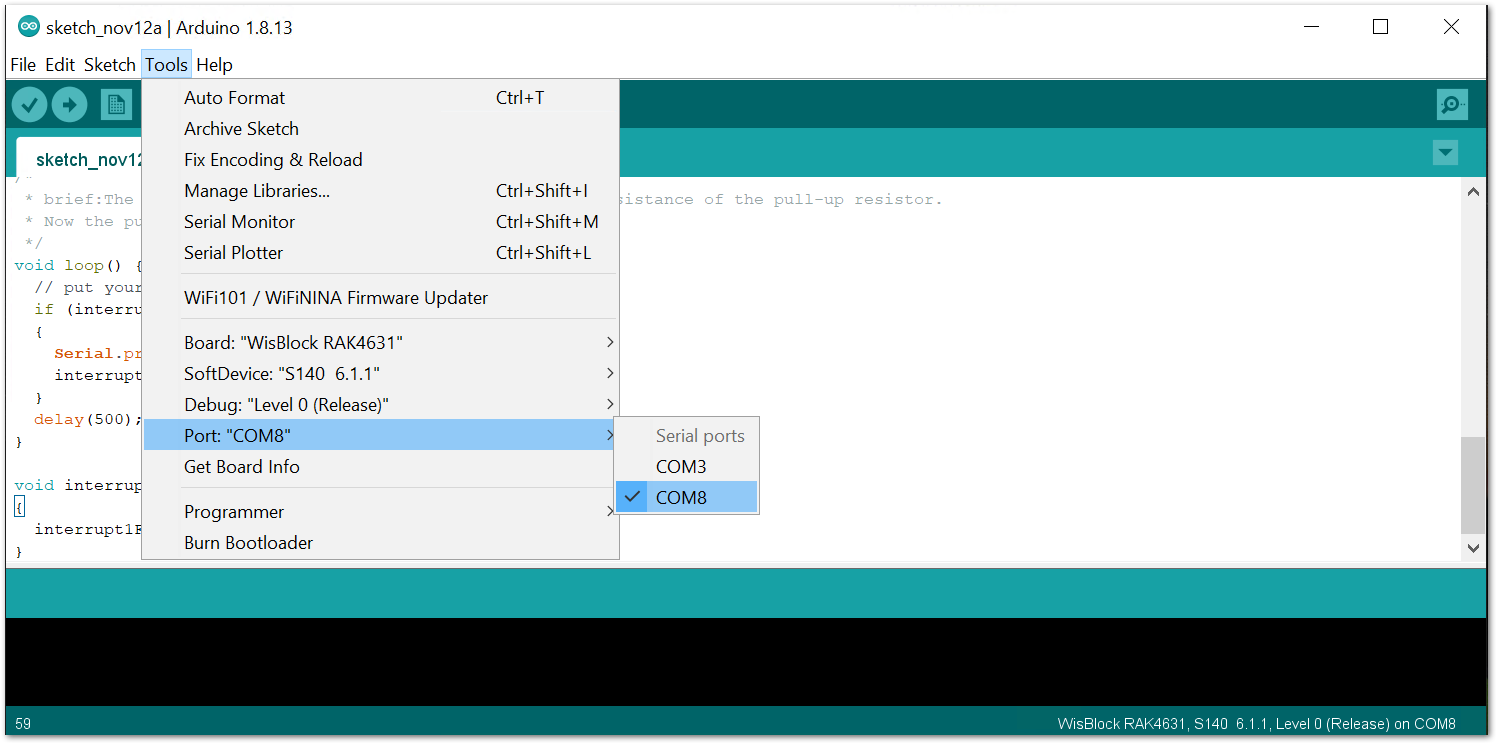 sketch_nov12a | Arduino 1.8.13
File Edit Sketch Tools Help
Auto Format Ctrl+T
Archive Sketch
Fix Encoding & Reload
Manage Libraries... Ctrl+Shift+I
Serial Monitor Ctrl+Shift+M
Serial Plotter Ctrl+Shift+L
WiFi101 / WiFiNINA Firmware Updater
Board: "WisBlock RAK4631"
SoftDevice: "S140 6.1.1"
Debug: "Level 0 (Release)"
Port: "COM8"
Get Board Info
Programmer
Burn Bootloader
Serial ports
COM3
COM8
sketch_nov12
/*
* brief:The sistance of the pull-up resistor.
* Now the pu
*/
void loop() {
// put your
if (interru
{
Serial.pr
interrupt
}
delay(500);
}
void interrup
{
interrupt1F
}
59
WisBlock RAK4631, S140 6.1.1, Level 0 (Release) on COM8